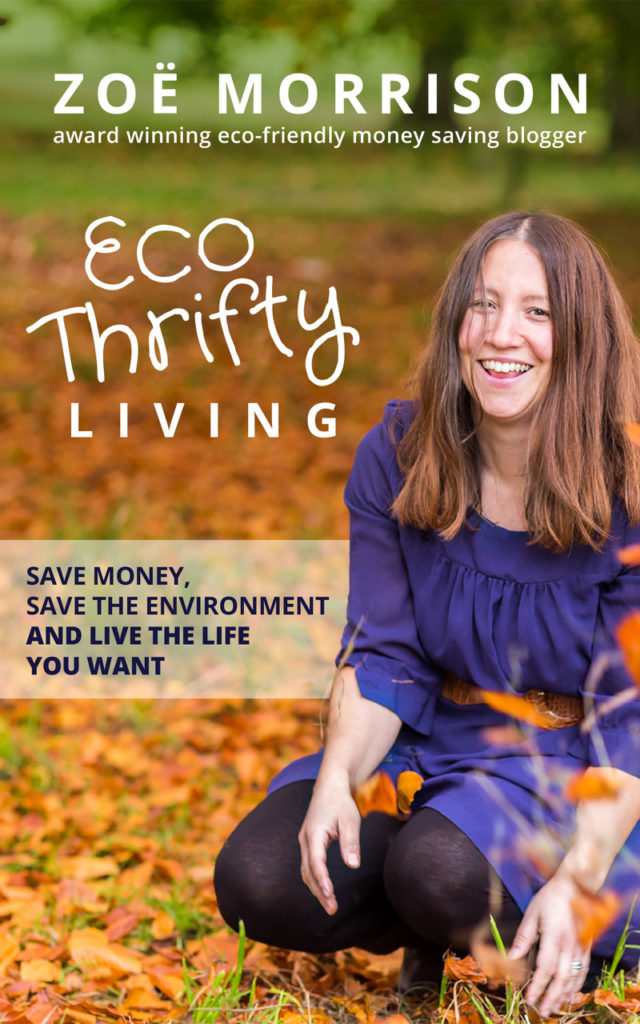 ZOË MORRISON
award winning eco-friendly money saving blogger
Eco
Thrifty
LIVING
SAVE MONEY,
SAVE THE ENVIRONMENT
AND LIVE THE LIFE
YOU WANT